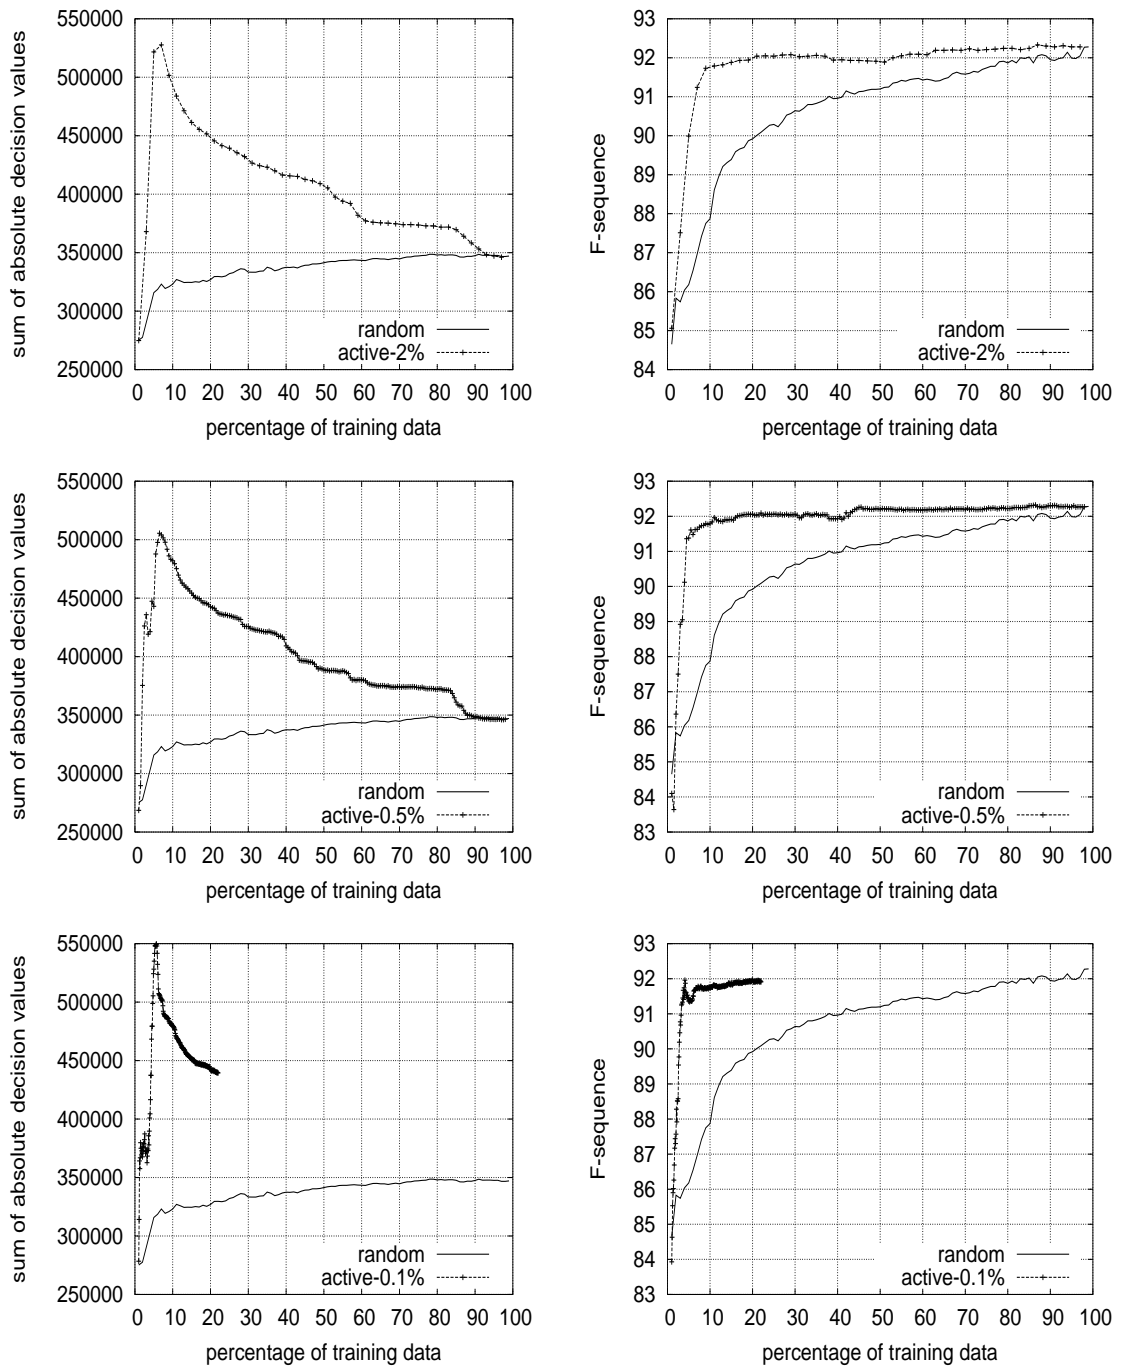 sum of absolute decision values
550000
500000
450000
400000
350000
300000
250000
random
active-2%
0 10 20 30 40 50 60 70 80 90 100
percentage of training data
F-sequence
93
92
91
90
89
88
87
86
85
84
random
active-2%
0 10 20 30 40 50 60 70 80 90 100
percentage of training data
sum of absolute decision values
550000
500000
450000
400000
350000
300000
250000
random
active-0.5%
0 10 20 30 40 50 60 70 80 90 100
percentage of training data
F-sequence
93
92
91
90
89
88
87
86
85
84
83
random
active-0.5%
0 10 20 30 40 50 60 70 80 90 100
percentage of training data
sum of absolute decision values
550000
500000
450000
400000
350000
300000
250000
random
active-0.1%
0 10 20 30 40 50 60 70 80 90 100
percentage of training data
F-sequence
93
92
91
90
89
88
87
86
85
84
83
random
active-0.1%
0 10 20 30 40 50 60 70 80 90 100
percentage of training data